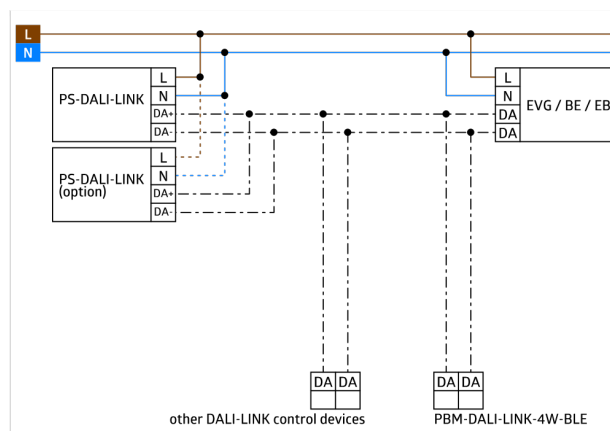 L
N
PS-DALI-LINK
L
N
DA+
DA-
PS-DALI-LINK
(option)
L
N
DA+
DA-
L
N
DA
DA
EVG / BE / EB
DA DA
other DALI-LINK control devices
DA DA
PBM-DALI-LINK-4W-BLE